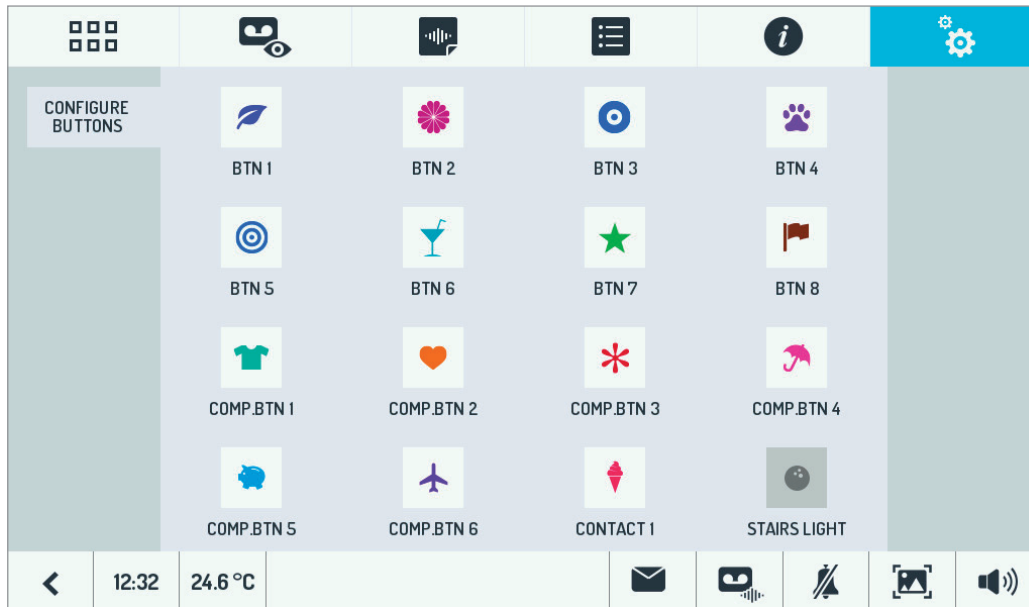 CONFIGURE
BUTTONS
BTN 1
BTN 2
BTN 3
BTN 4
BTN 5
BTN 6
BTN 7
BTN 8
COMP.BTN 1
COMP.BTN 2
COMP.BTN 3
COMP.BTN 4
COMP.BTN 5
COMP.BTN 6
CONTACT 1
STAIRS LIGHT
12:32
24.6 °C